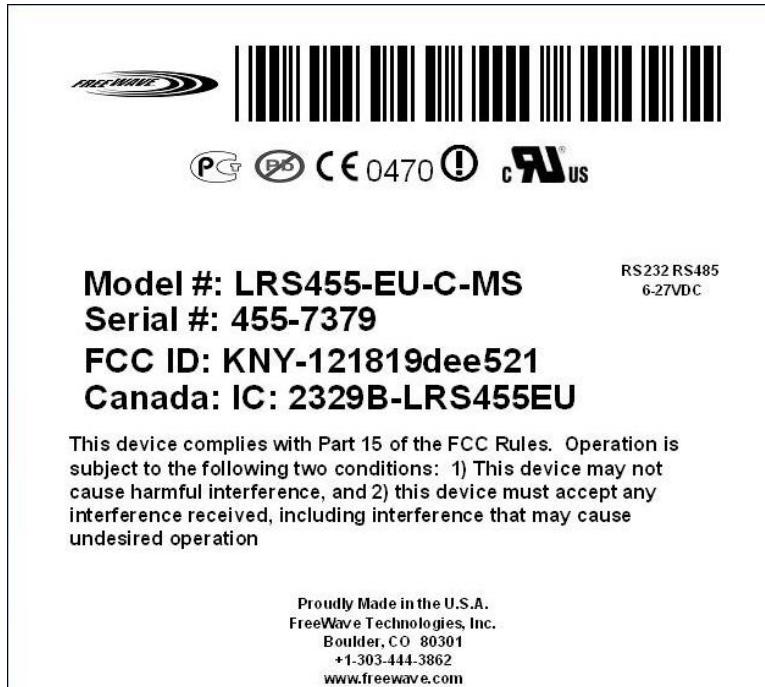 FREEWAVE
PG Pb CE 0470 ! c RU ® US
Model #: LRS455-EU-C-MS
RS232 RS485
6-27VDC
Serial #: 455-7379
FCC ID: KNY-121819dee521
Canada: IC: 2329B-LRS455EU
This device complies with Part 15 of the FCC Rules.  Operation is
subject to the following two conditions:  1) This device may not
cause harmful interference, and 2) this device must accept any
interference received, including interference that may cause
undesired operation
Proudly Made in the U.S.A.
FreeWave Technologies, Inc.
Boulder, CO  80301
+1-303-444-3862
www.freewave.com